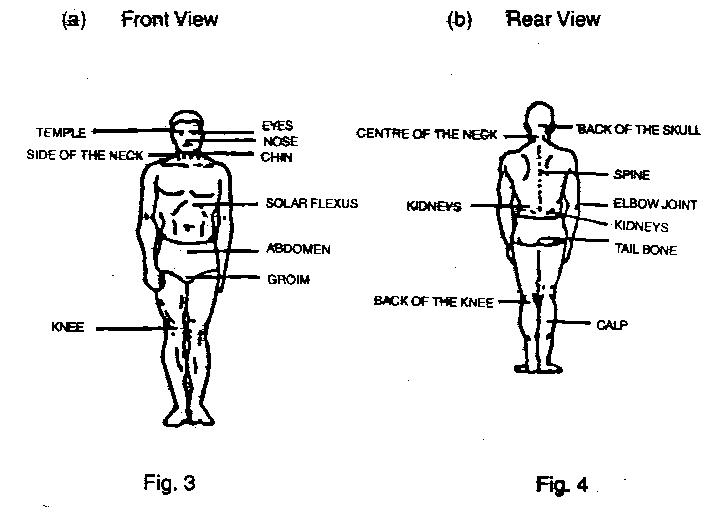 (a) Front View
(b) Rear View
TEMPLE
EYES
NOSE
SIDE OF THE NECK
CHIN
SOLAR FLEXUS
ABDOMEN
GROIM
KNEE
CENTRE OF THE NECK
BACK OF THE SKULL
SPINE
KIDNEYS
ELBOW JOINT
KIDNEYS
TAIL BONE
BACK OF THE KNEE
CALP
Fig. 3
Fig. 4